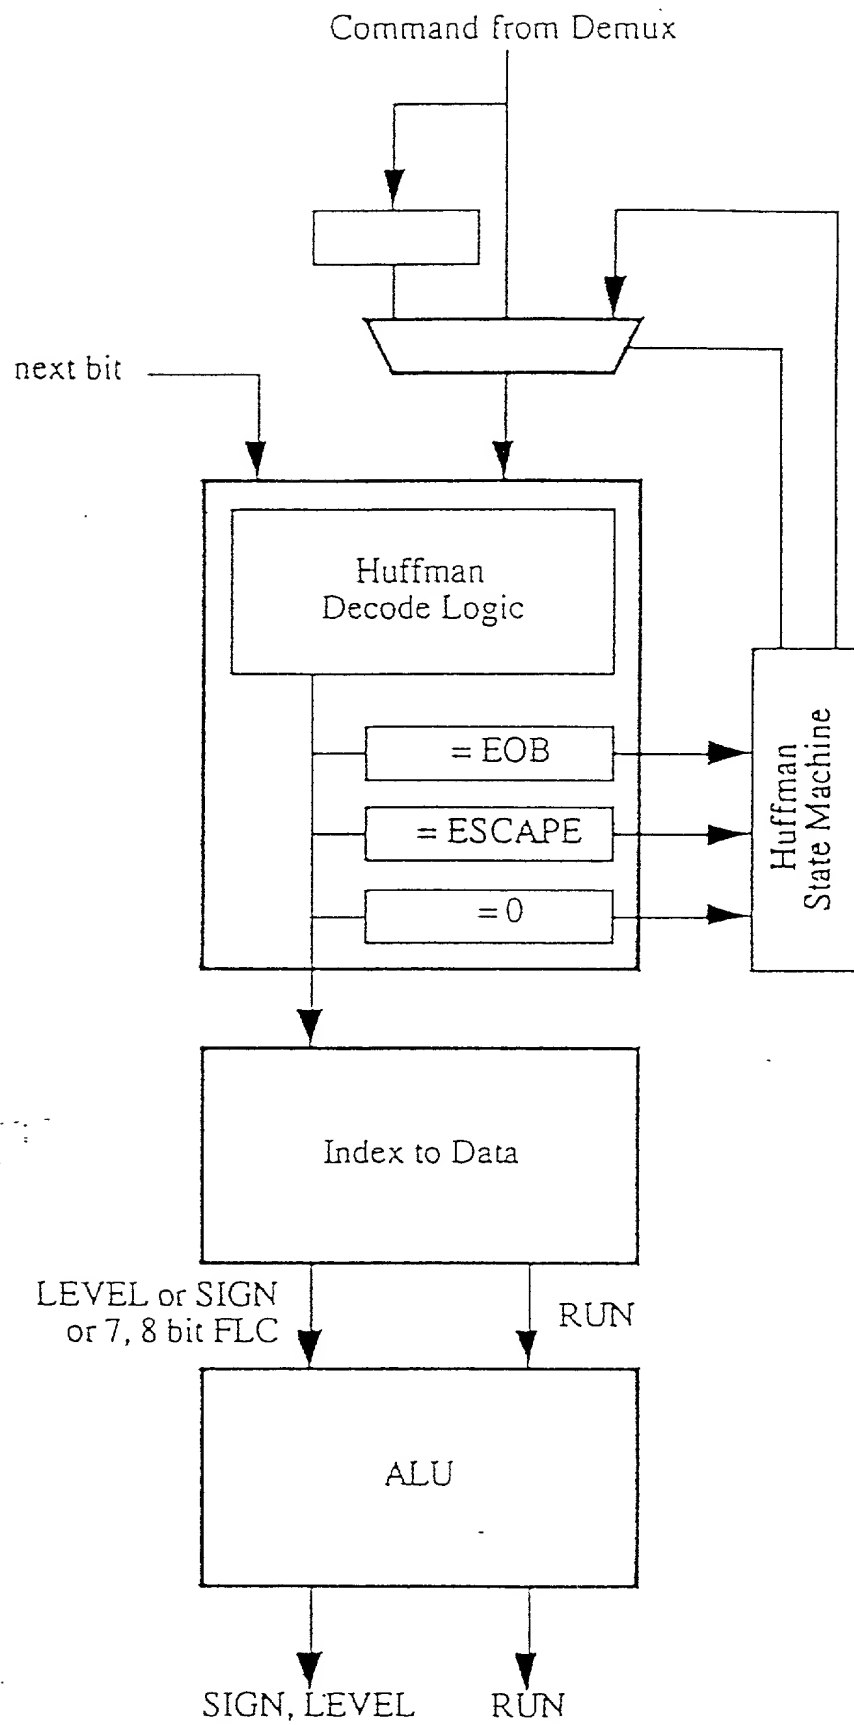 Command from Demux
next bit
Huffman
Decode Logic
= EOB
= ESCAPE
= 0
Huffman
State Machine
Index to Data
LEVEL or SIGN
or 7, 8 bit FLC
RUN
ALU
SIGN, LEVEL
RUN